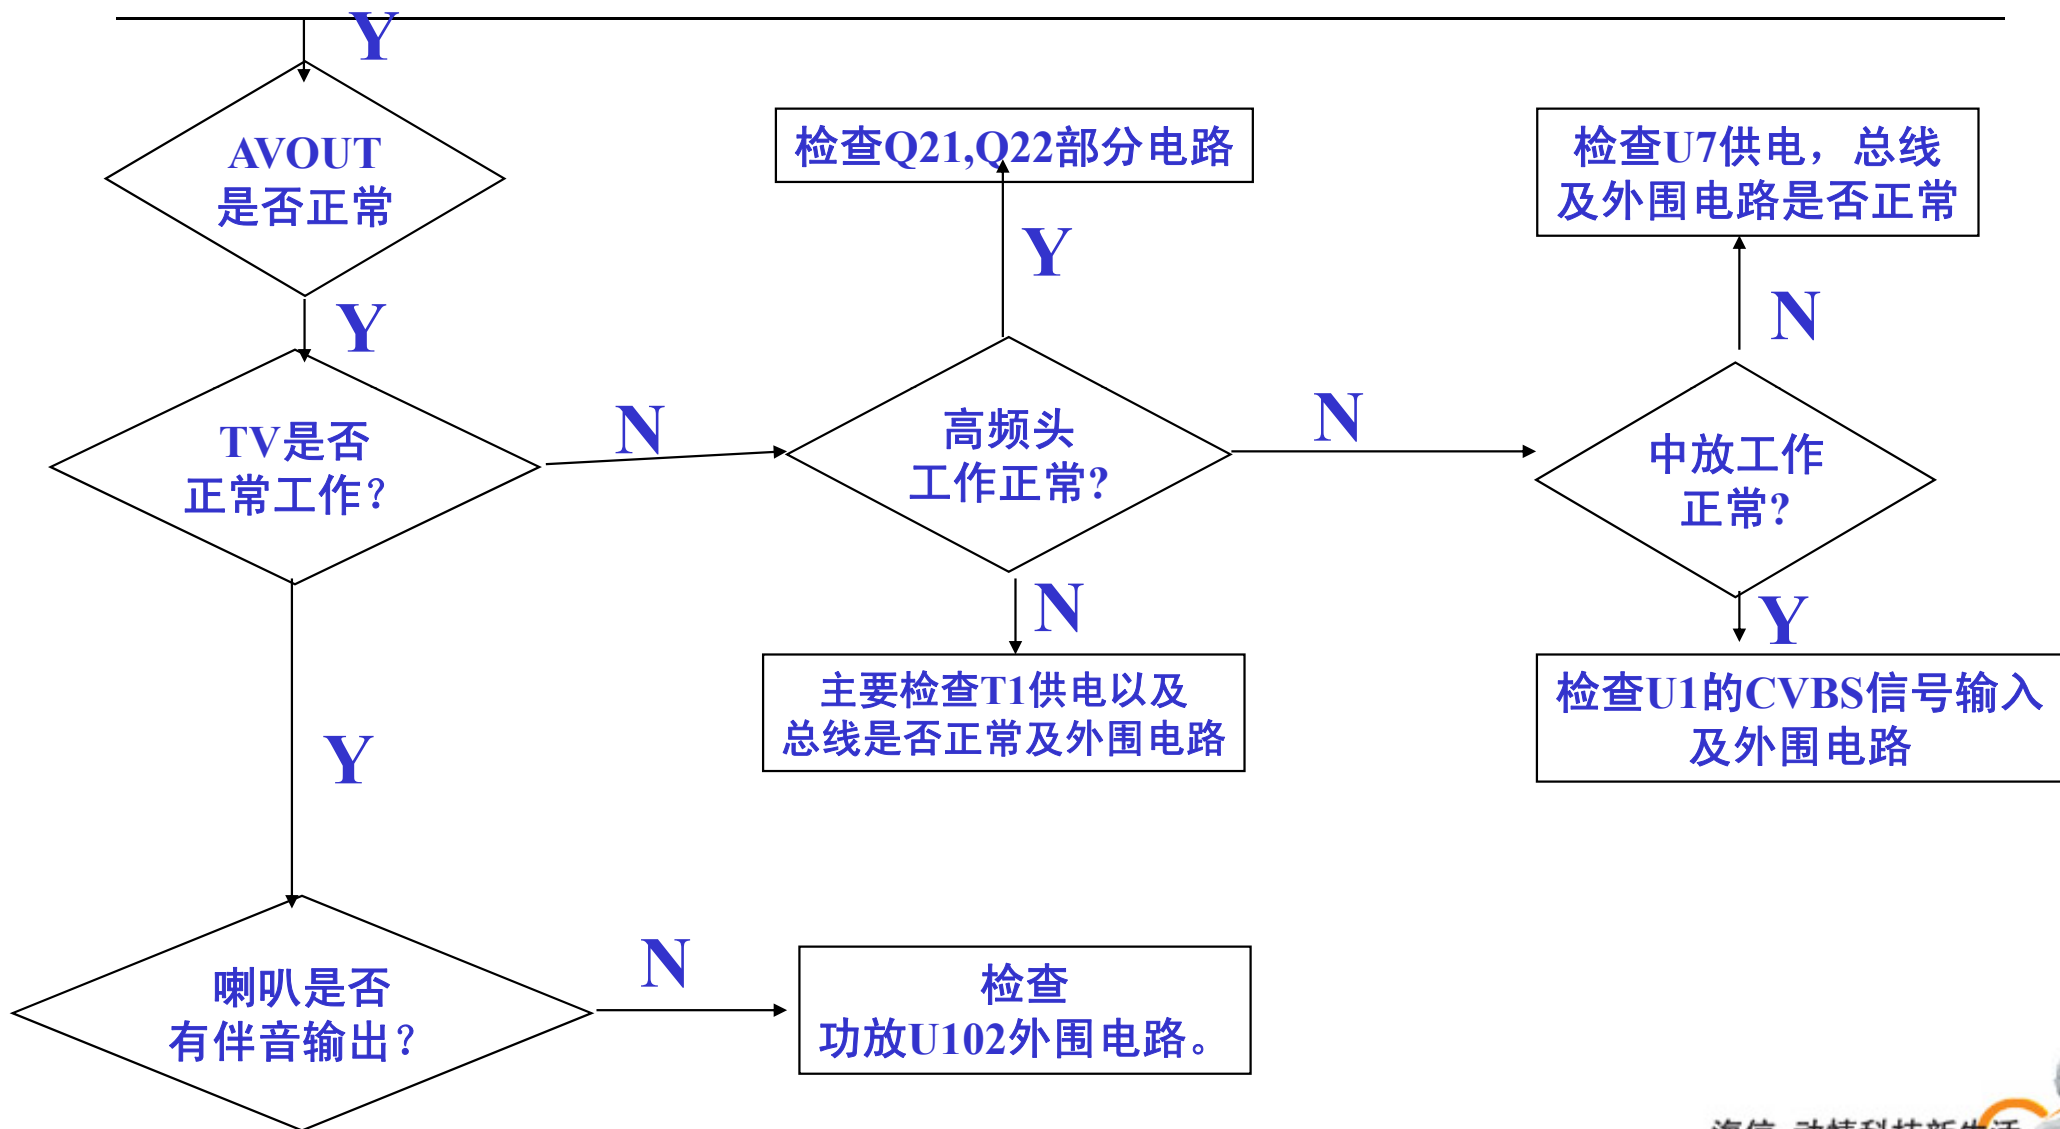 Y
AVOUT
是否正常
检查Q21,Q22部分电路
检查U7供电，总线
及外围电路是否正常
Y
Y
N
TV是否
正常工作？
N
高频头
工作正常？
N
中放工作
正常？
N
Y
主要检查T1供电以及
总线是否正常及外围电路
检查U1的CVBS信号输入
及外围电路
Y
喇叭是否
有伴音输出？
N
检查
功放U102外围电路。